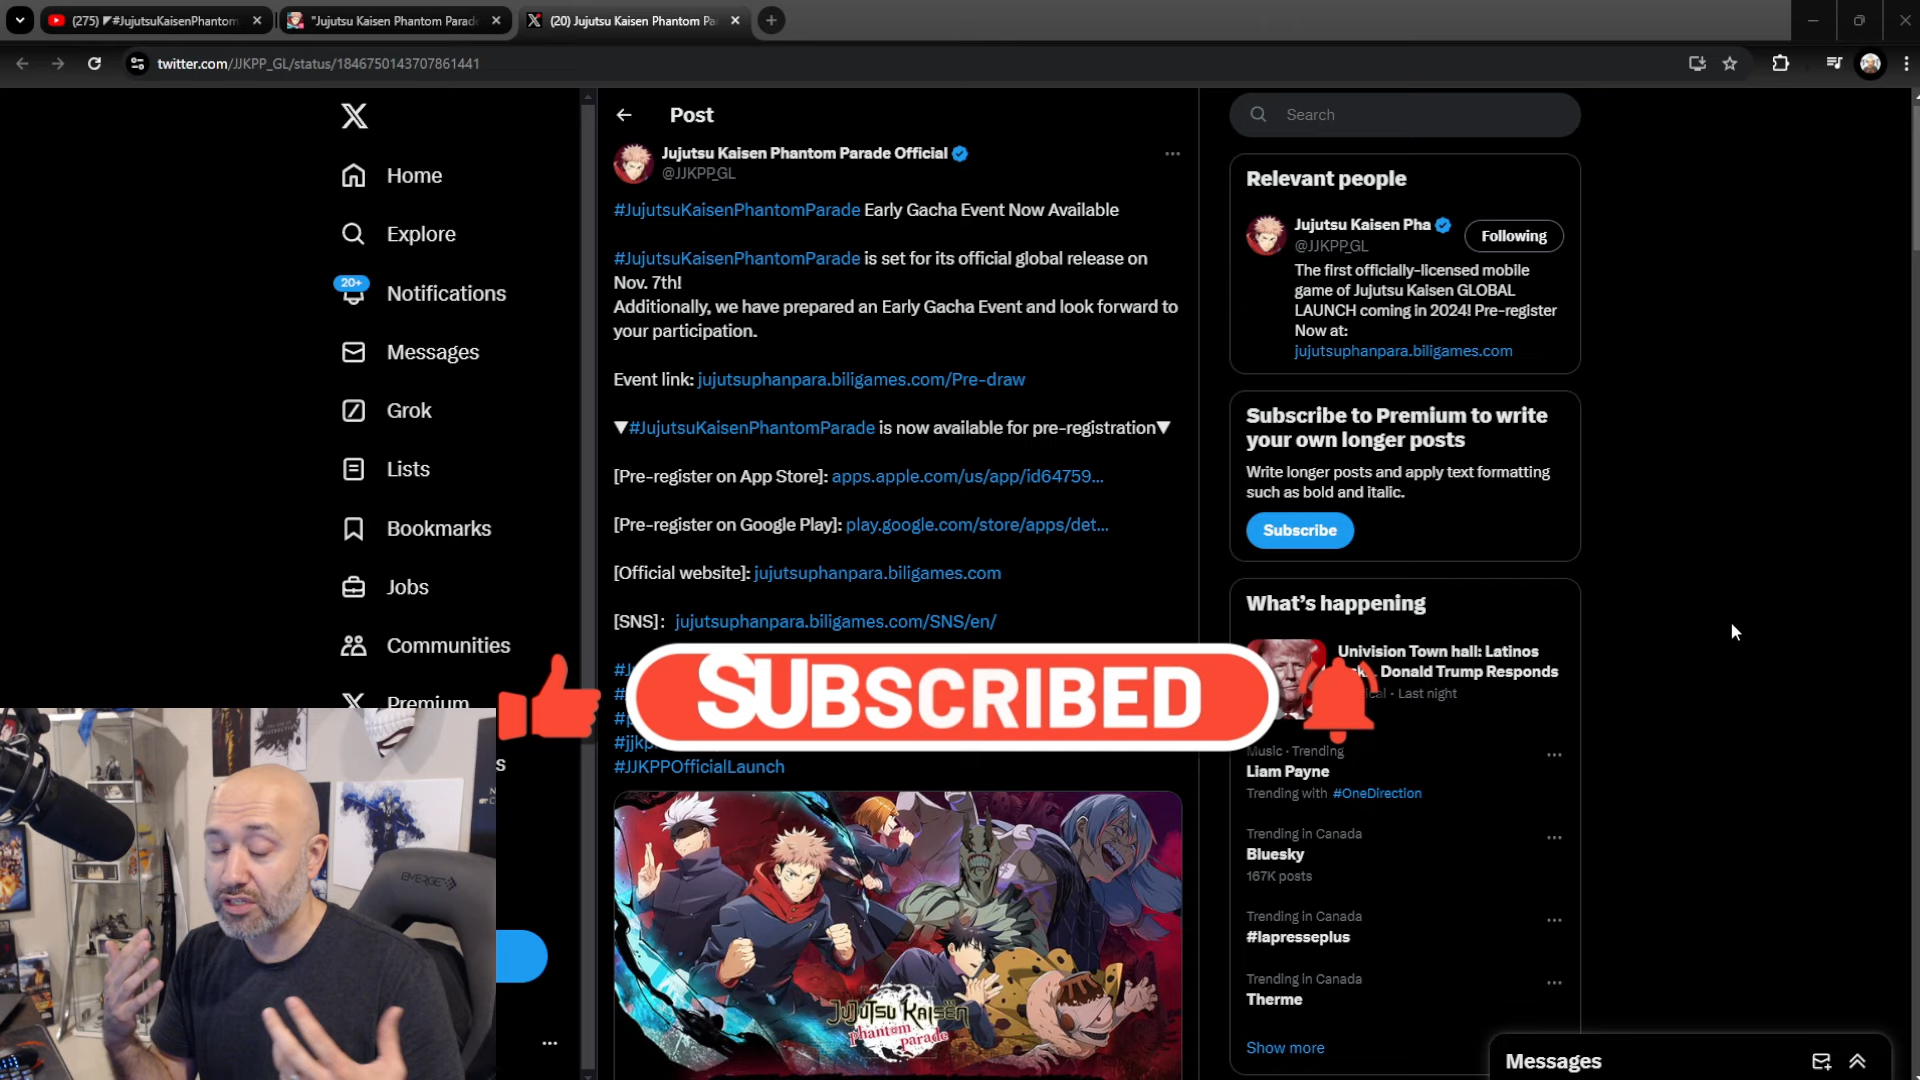 (275) ◤#JujutsuKaisenPhantom
"Jujutsu Kaisen Phantom Parade
(20) Jujutsu Kaisen Phantom Pa
twitter.com/JJKPP_GL/status/1846750143707861441
Home
Explore
20+
Notifications
Messages
Grok
Lists
Bookmarks
Jobs
Communities
Premium
Post
Jujutsu Kaisen Phantom Parade Official
@JJKPP_GL
#JujutsuKaisenPhantomParade Early Gacha Event Now Available
#JujutsuKaisenPhantomParade is set for its official global release on
Nov. 7th!
Additionally, we have prepared an Early Gacha Event and look forward to
your participation.
Event link: jujutsuphanpara.biligames.com/Pre-draw
▼#JujutsuKaisenPhantomParade is now available for pre-registration▼
[Pre-register on App Store]: apps.apple.com/us/app/id64759...
[Pre-register on Google Play]: play.google.com/store/apps/det...
[Official website]: jujutsuphanpara.biligames.com
[SNS]： jujutsuphanpara.biligames.com/SNS/en/
#JJKPPOfficialLaunch
JUJUTSU KAISEN
phantom parade
SUBSCRIBED
Search
Relevant people
Jujutsu Kaisen Pha
@JJKPP_GL
Following
The first officially-licensed mobile
game of Jujutsu Kaisen GLOBAL
LAUNCH coming in 2024! Pre-register
Now at:
jujutsuphanpara.biligames.com
Subscribe to Premium to write
your own longer posts
Write longer posts and apply text formatting
such as bold and italic.
Subscribe
What's happening
Univision Town hall: Latinos
Donald Trump Responds
Last night
Music · Trending
Liam Payne
Trending with #OneDirection
Trending in Canada
Bluesky
167K posts
Trending in Canada
#lapresseplus
Trending in Canada
Therme
Show more
Messages